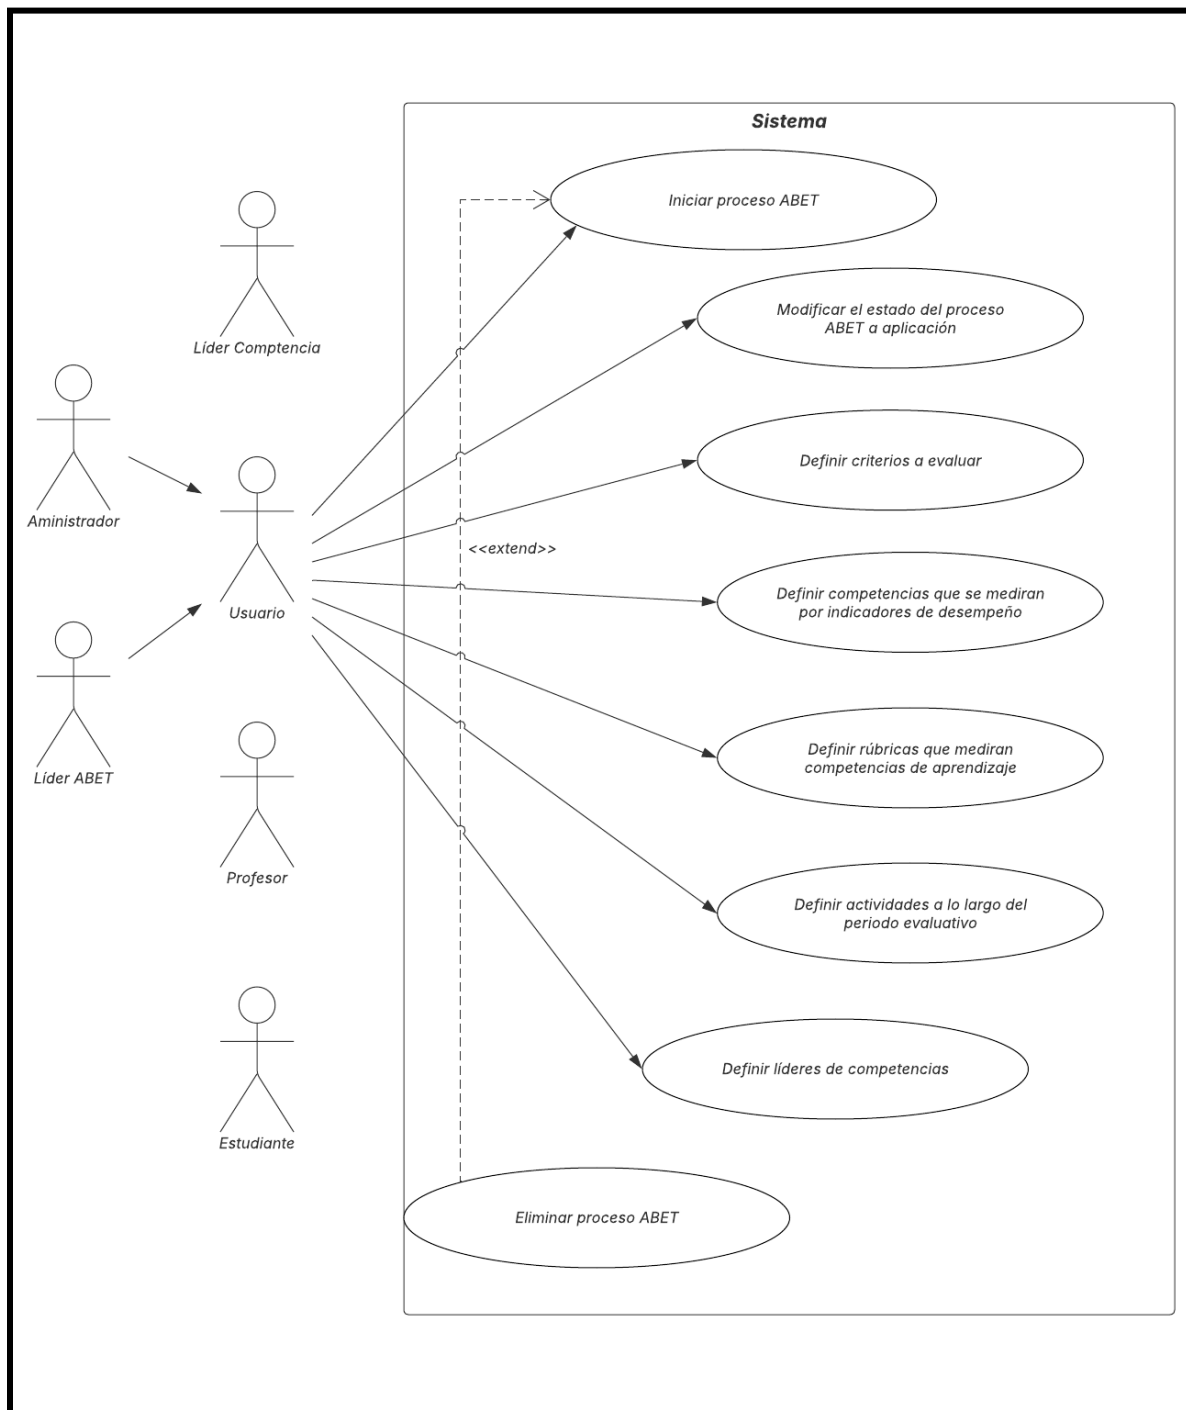 Sistema
Iniciar proceso ABET
Líder Comptencia
Modificar el estado del proceso
ABET a aplicación
Aministrador
Definir criterios a evaluar
<<extend>>
Usuario
Definir competencias que se mediran
por indicadores de desempeño
Líder ABET
Definir rúbricas que mediran
competencias de aprendizaje
Profesor
Definir actividades a lo largo del
periodo evaluativo
Estudiante
Definir líderes de competencias
Eliminar proceso ABET